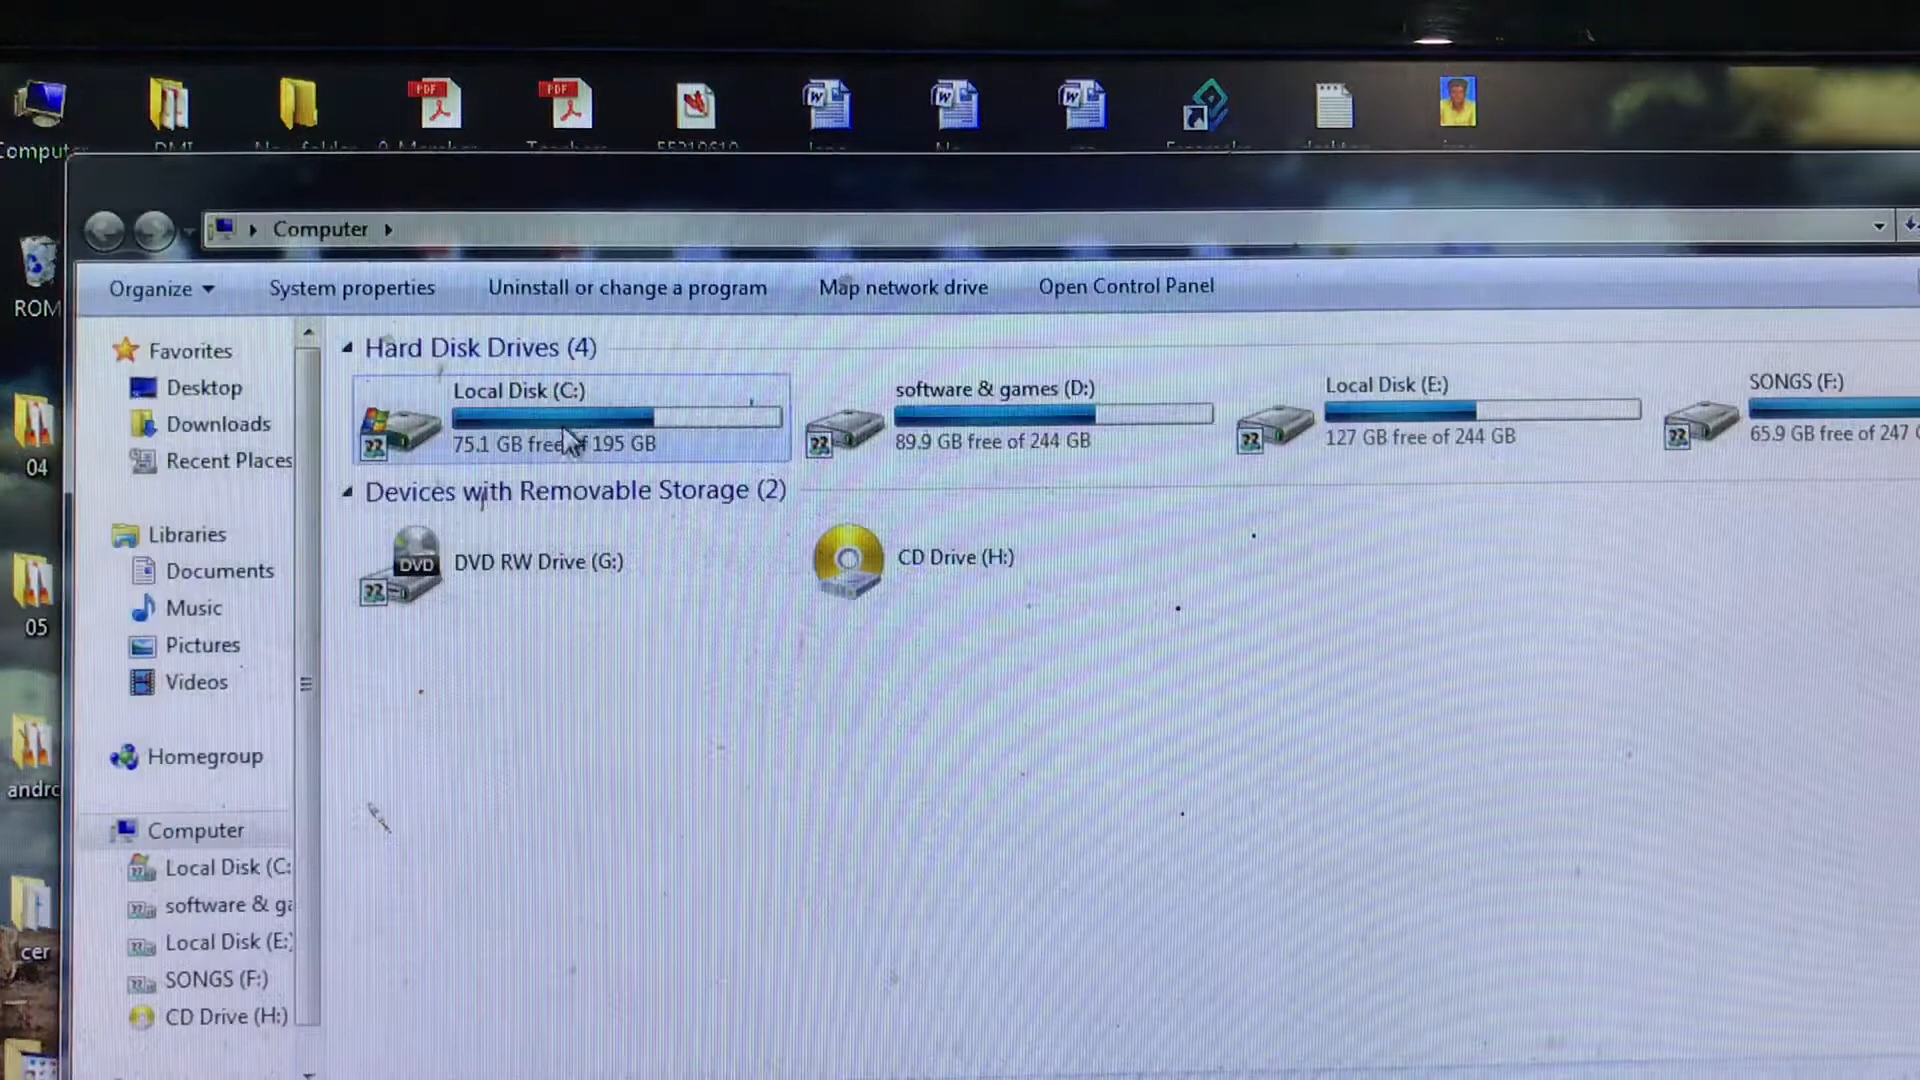 PDF
PDF
Computer
ROM
Organize
System properties
Uninstall or change a program
Map network drive
Open Control Panel
Favorites
Desktop
Downloads
Recent Places
Libraries
Documents
Music
Pictures
Videos
Homegroup
Computer
Local Disk (C:
software & ga
Local Disk (E:)
SONGS (F:)
CD Drive (H:)
Hard Disk Drives (4)
Local Disk (C:)
75.1 GB free of 195 GB
software & games (D:)
89.9 GB free of 244 GB
Local Disk (E:)
127 GB free of 244 GB
SONGS (F:)
65.9 GB free of 247
Devices with Removable Storage (2)
DVD
DVD RW Drive (G:)
CD Drive (H:)
04
05
andrc
cer